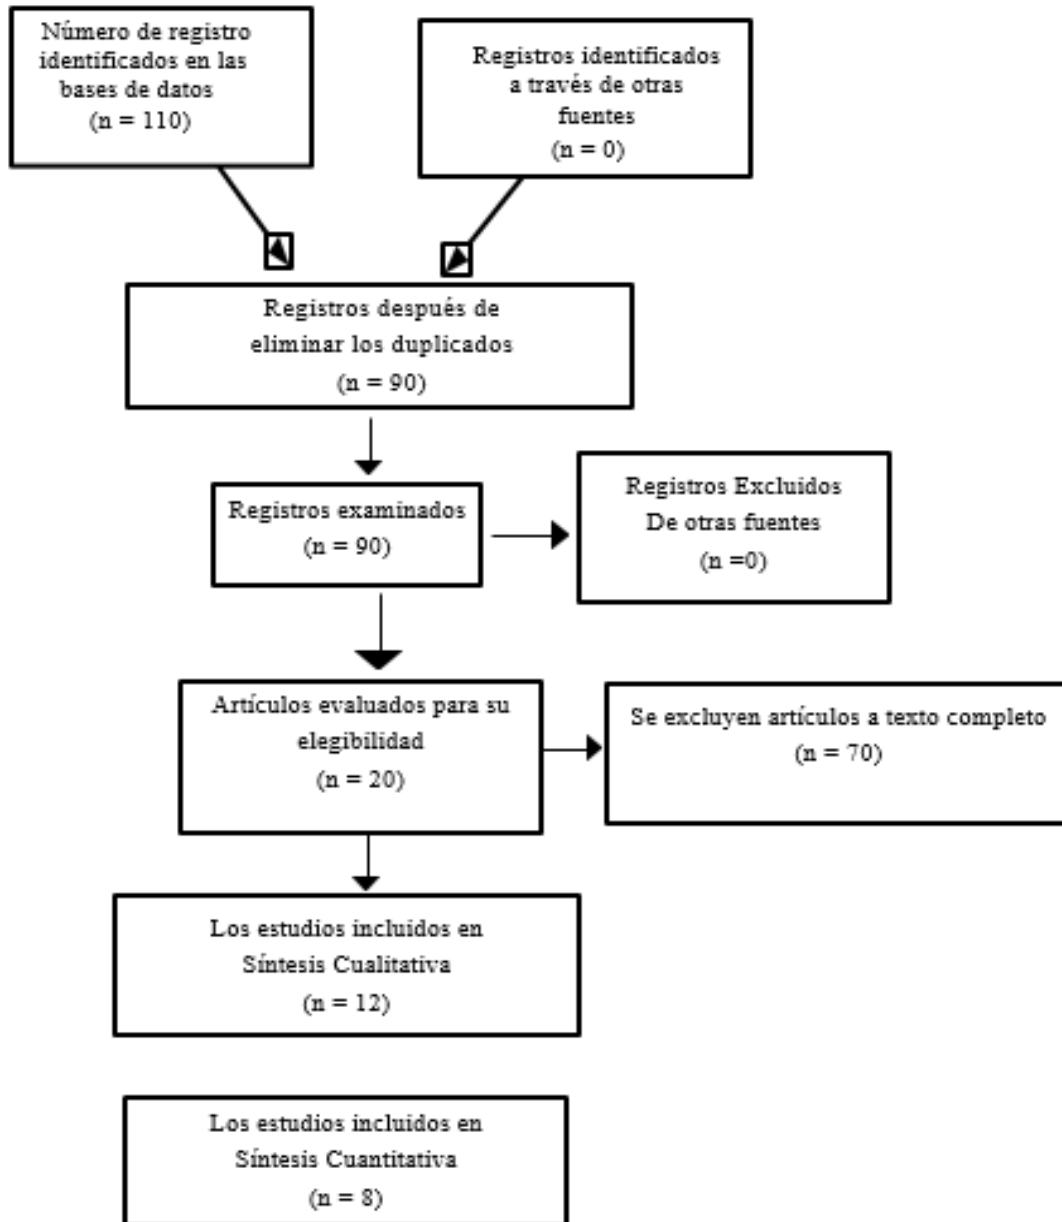 Número de registro
identificados en las
bases de datos
(n = 110)
Registros identificados
a través de otras
fuentes
(n = 0)
Registros después de
eliminar los duplicados
(n = 90)
Registros examinados
(n = 90)
Registros Excluidos
De otras fuentes
(n =0)
Artículos evaluados para su
elegibilidad
(n = 20)
Se excluyen artículos a texto completo
(n = 70)
Los estudios incluidos en
Síntesis Cualitativa
(n = 12)
Los estudios incluidos en
Síntesis Cuantitativa
(n = 8)